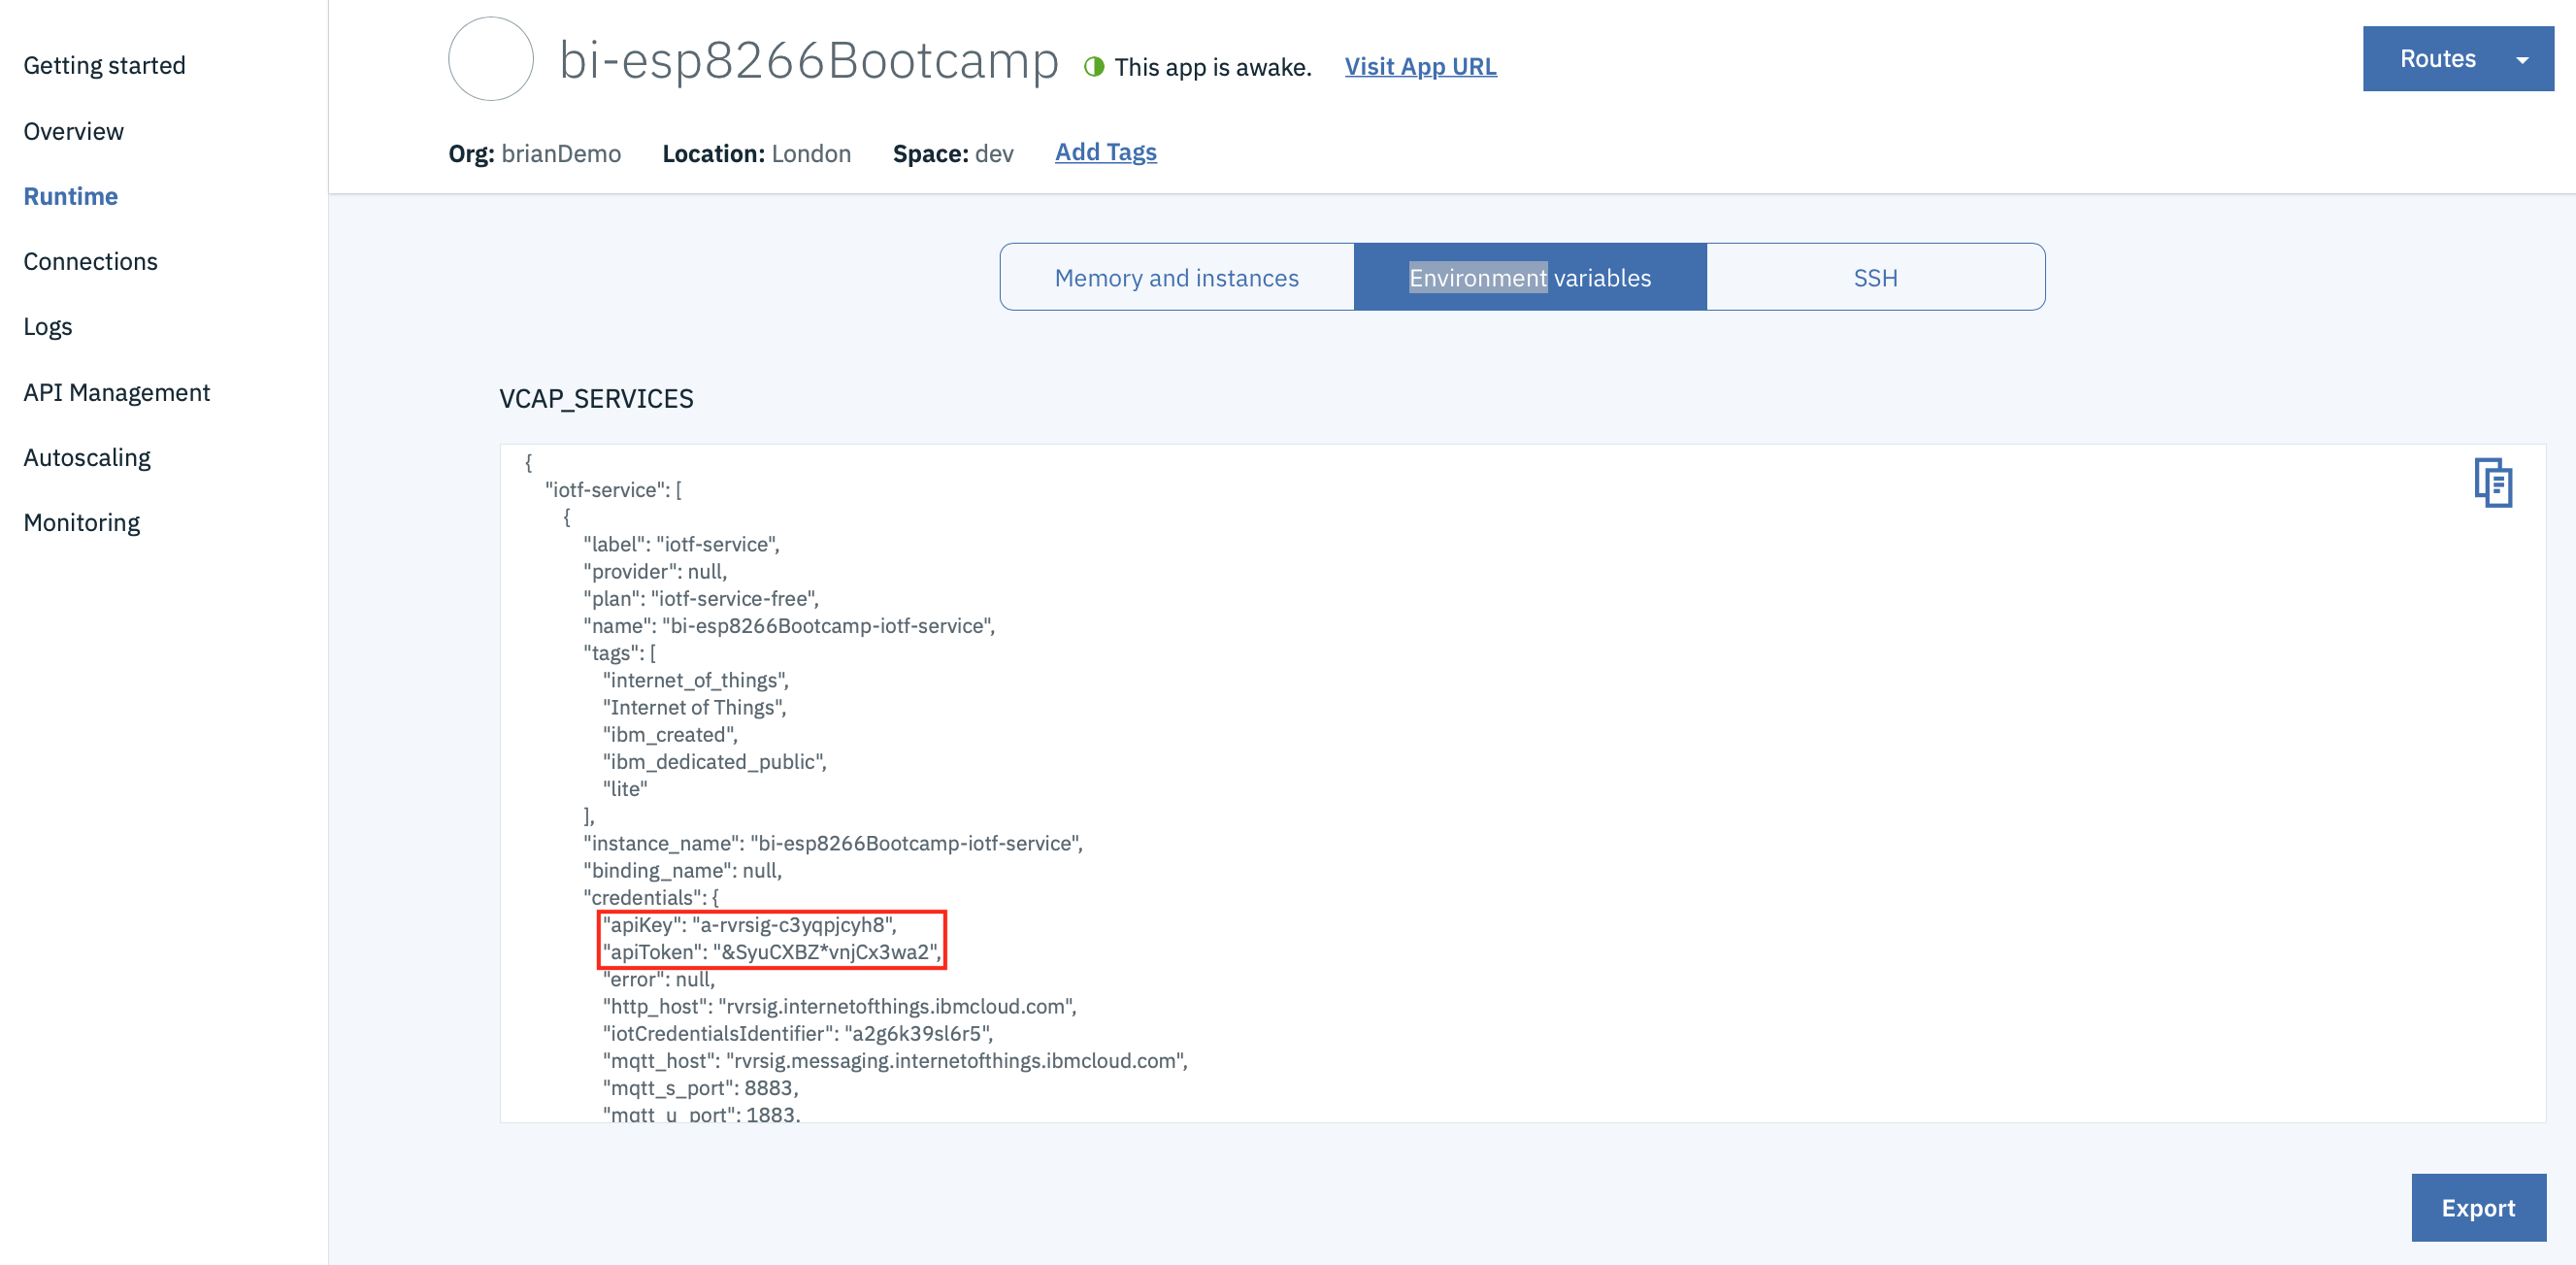 Getting started
Overview
Runtime
Connections
Logs
API Management
Autoscaling
Monitoring
bi-esp8266Bootcamp
This app is awake.
Visit App URL
Routes
Org: brianDemo
Location: London
Space: dev
Add Tags
Memory and instances
Environment variables
SSH
VCAP_SERVICES
{
"iotf-service": [
{
"label": "iotf-service",
"provider": null,
"plan": "iotf-service-free",
"name": "bi-esp8266Bootcamp-iotf-service",
"tags": [
"internet_of_things",
"Internet of Things",
"ibm_created",
"ibm_dedicated_public",
"lite"
],
"instance_name": "bi-esp8266Bootcamp-iotf-service",
"binding_name": null,
"credentials": {
"apiKey": "a-rvrsig-c3yqpjcyh8",
"apiToken": "&SyuCXBZ*vnjCx3wa2",
"error": null,
"http_host": "rvrsig.internetofthings.ibmcloud.com",
"iotCredentialsIdentifier": "a2g6k39sl6r5",
"mqtt_host": "rvrsig.messaging.internetofthings.ibmcloud.com",
"mqtt_s_port": 8883,
"mqtt_u_port": 1883,
Export